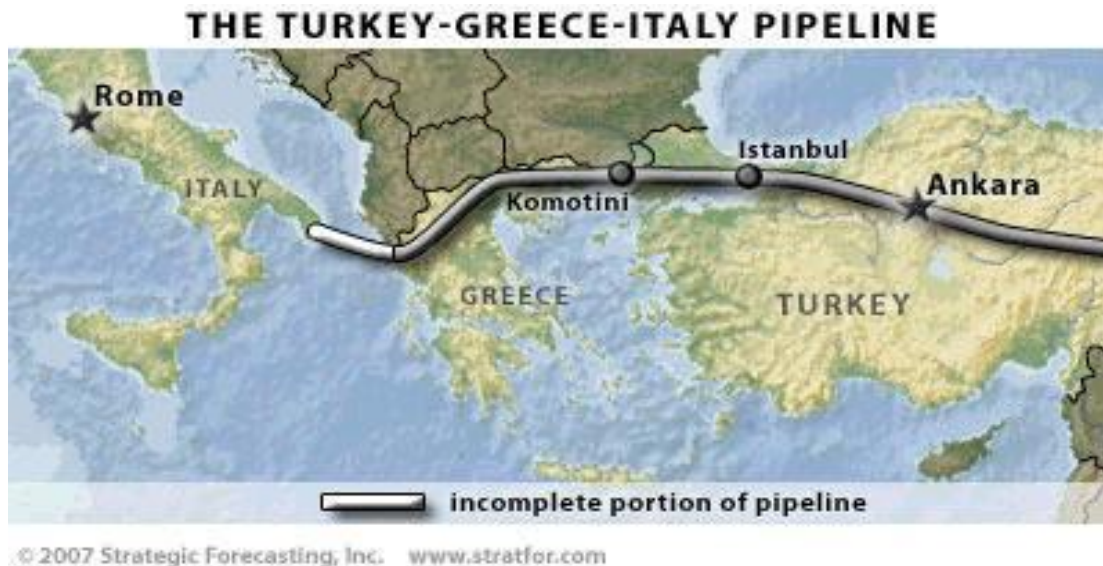 THE TURKEY-GREECE-ITALY PIPELINE
Rome
ITALY
Istanbul
Komotini
Ankara
GREECE
TURKEY
incomplete portion of pipeline
© 2007 Strategic Forecasting, Inc. www.stratfor.com